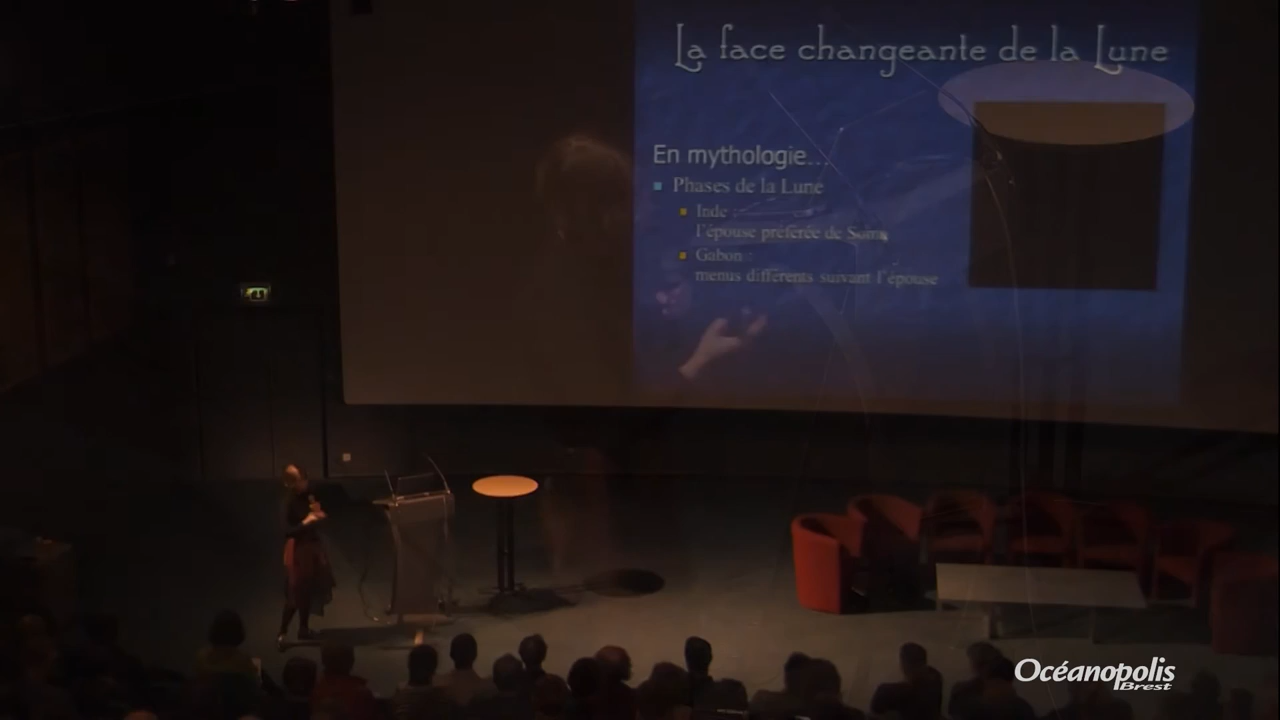 La face changeante de la Lune
En mythologie...
Phases de la Lune
Inde :
l'épouse préférée de Soma
Gabon :
menus différents suivant l'épouse
Océanopolis
Brest